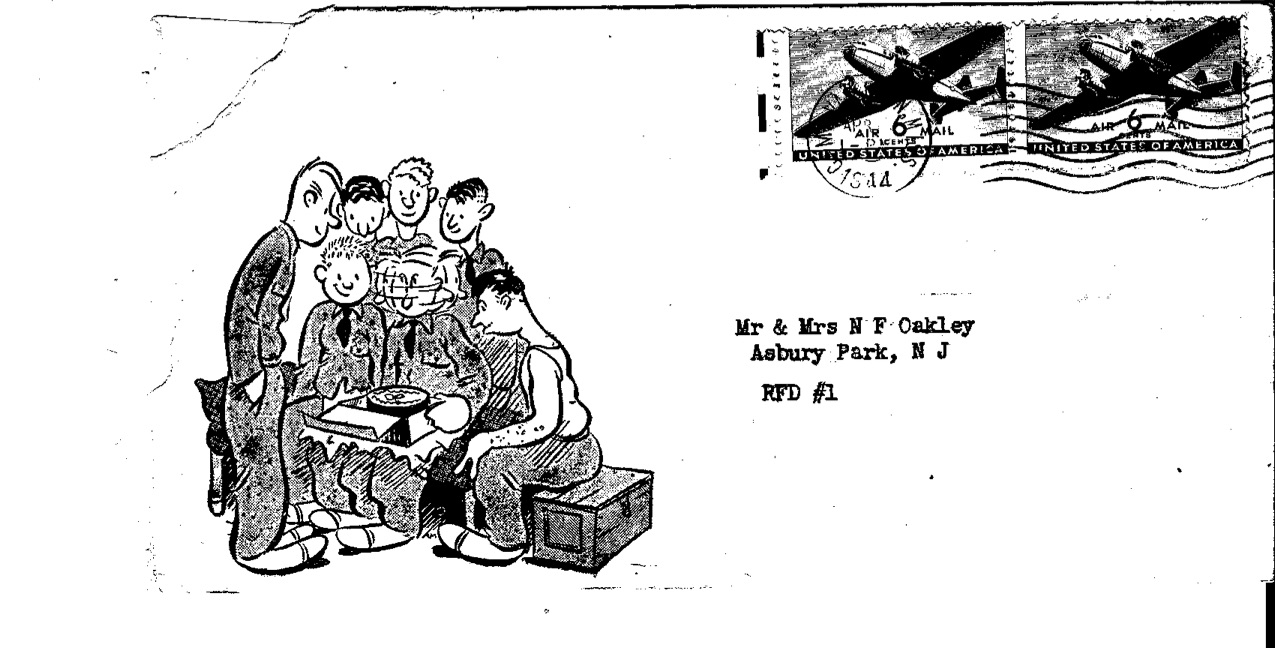 AIR 6 MAIL
CENTS
UNITED STATES OF AMERICA
AIR 6 MAIL
CENTS
UNITED STATES OF AMERICA
APR
1944
Mr & Mrs N F Oakley
Asbury Park, N J
RFD #1